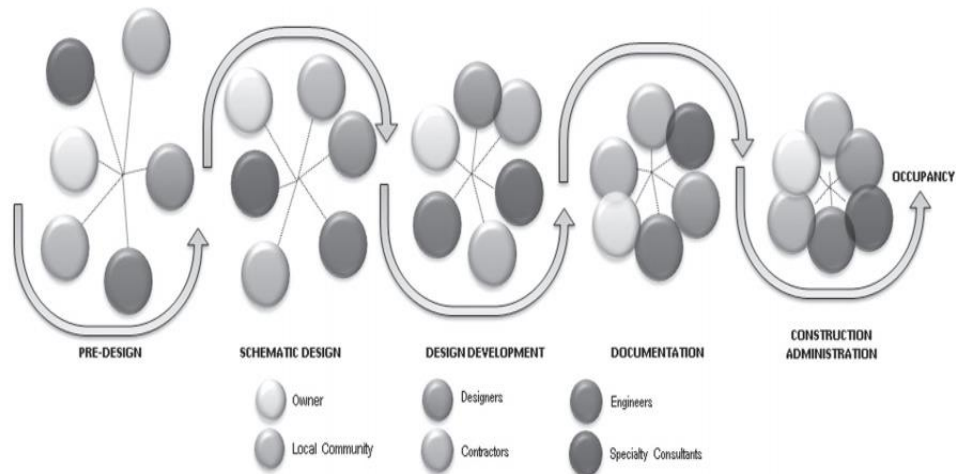 OCCUPANCY
PRE-DESIGN
SCHEMATIC DESIGN
DESIGN DEVELOPMENT
DOCUMENTATION
CONSTRUCTION
ADMINISTRATION
Owner
Designers
Engineers
Local Community
Contractors
Specialty Consultants